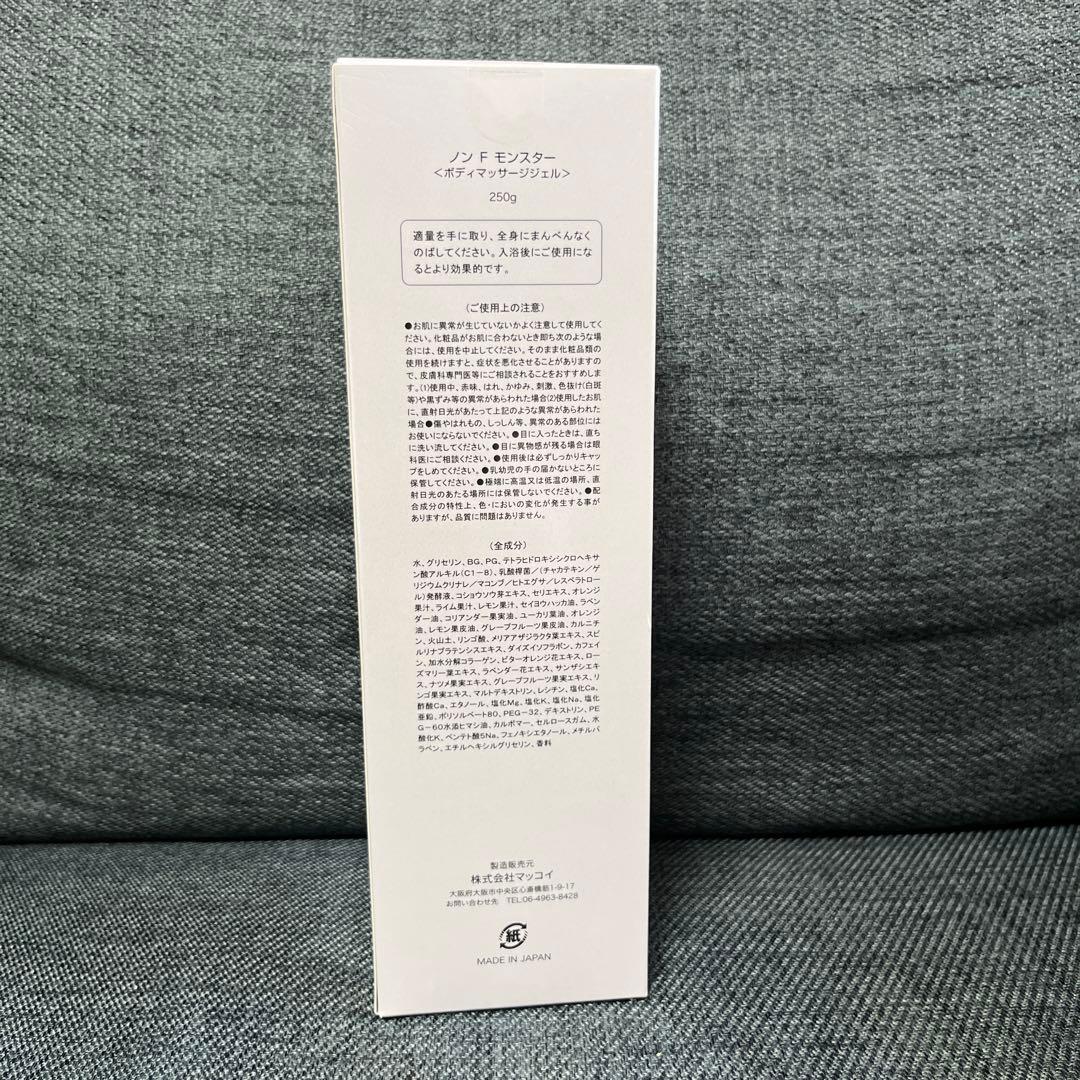 ノン F モンスター
＜ボディマッサージジェル＞
250g
適量を手に取り、全身にまんべんなく
のばしてください。入浴後にご使用にな
るとより効果的です。
（ご使用上の注意）
●お肌に異常が生じていないかよく注意して使用してく
ださい。化粧品がお肌に合わないとき即ち次のような場
合には、使用を中止してください。そのまま化粧品類の
使用を続けますと、症状を悪化させることがありますの
で、皮膚科専門医等にご相談されることをおすすめしま
す。(1)使用中、赤味、はれ、かゆみ、刺激、色抜け(白斑
等)や黒ずみ等の異常があらわれた場合(2)使用したお肌
に、直射日光があたって上記のような異常があらわれた
場合●傷やはれもの、しっしん等、異常のある部位には
お使いにならないでください。●目に入ったときは、直ち
に洗い流してください。●目に異物感が残る場合は眼
科医にご相談ください。●使用後は必ずしっかりキャッ
プをしめてください。●乳幼児の手の届かないところに
保管してください。●極端に高温又は低温の場所、直
射日光のあたる場所には保管しないでください。●配
合成分の特性上、色・においの変化が発生する事が
ありますが、品質に問題はありません。
（全成分）
水、グリセリン、BG、PG、テトラヒドロキシシクロヘキサ
ン酸アルキル(C1－8)、乳酸桿菌／(チャカテキン／ゲ
リジウムクリナレ／マコンブ／ヒトエグサ／レスベラトロー
ル)発酵液、コショウソウ芽エキス、セリエキス、オレンジ
果汁、ライム果汁、レモン果汁、セイヨウハッカ油、ラベン
ダー油、コリアンダー果実油、ユーカリ葉油、オレンジ
油、レモン果皮油、グレープフルーツ果皮油、カルニチ
ン、火山土、リンゴ酸、メリアアザジラクタ葉エキス、スピ
ルリナプラテンシスエキス、ダイズイソフラボン、カフェイ
ン、加水分解コラーゲン、ビターオレンジ花エキス、ロー
ズマリー葉エキス、ラベンダー花エキス、サンザシエキ
ス、ナツメ果実エキス、グレープフルーツ果実エキス、リ
ンゴ果実エキス、マルトデキストリン、レシチン、塩化Ca、
酢酸Ca、エタノール、塩化Mg、塩化K、塩化Na、塩化
亜鉛、ポリソルベート80、PEG－32、デキストリン、PE
G－60水添ヒマシ油、カルボマー、セルロースガム、水
酸化K、ペンテト酸5Na、フェノキシエタノール、メチルパ
ラベン、エチルヘキシルグリセリン、香料
製造販売元
株式会社マッコイ
大阪府大阪市中央区心斎橋筋1-9-17
お問い合わせ先 TEL:06-4963-8428
紙
MADE IN JAPAN